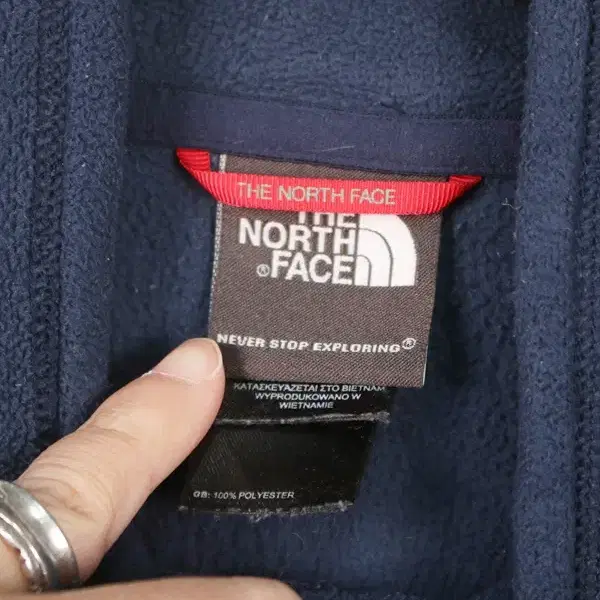 THE NORTH FACE
THE
NORTH
®FACE
NEVER STOP EXPLORING®
ΚΑΤΑΣΚΕΥΑΖΕΤΑΙ ΣΤΟ ΒΙΕΤΝΑΜ
WYPRODUKOWANO W
WIETNAMIE
GB: 100% POLYESTER